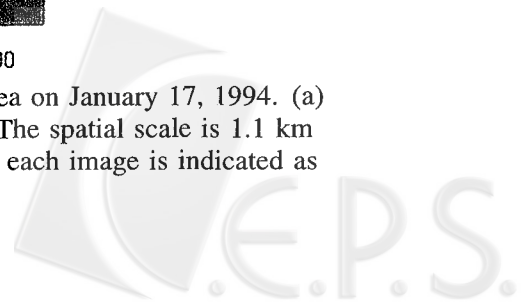 ea on January 17, 1994. (a)
The spatial scale is 1.1 km
each image is indicated as
C.E.P.S.